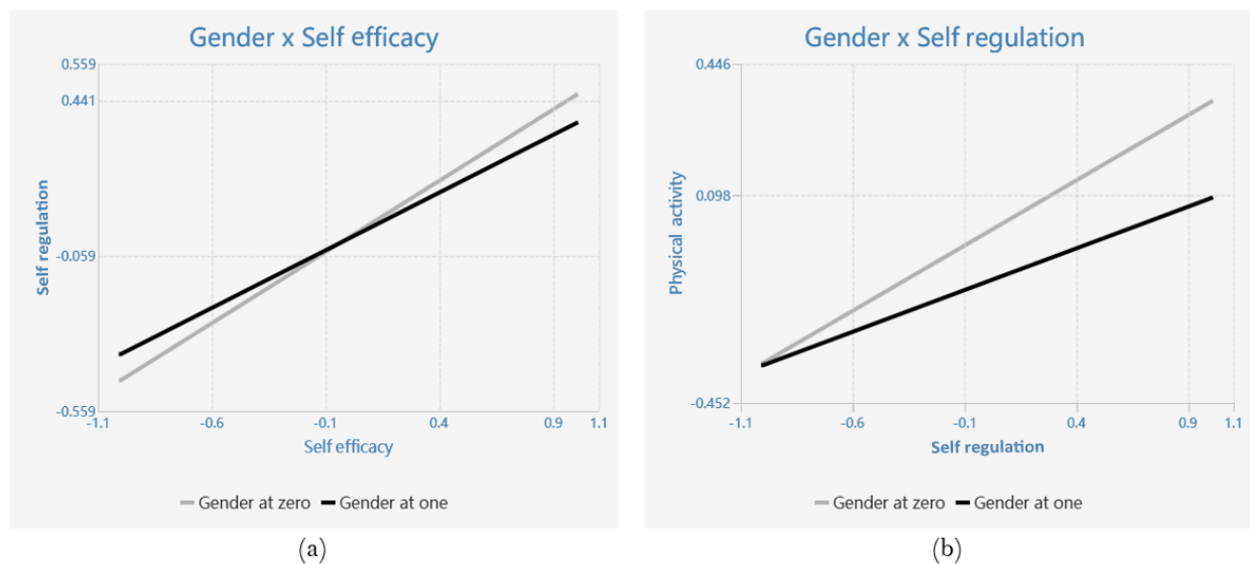 Gender x Self efficacy
0.559
0.441
-0.059
-0.559
Self regulation
-1.1 -0.6 -0.1 0.4 0.9 1.1
Self efficacy
Gender at zero Gender at one
(a)
Gender x Self regulation
0.446
0.098
-0.452
Physical activity
-1.1 -0.6 -0.1 0.4 0.9 1.1
Self regulation
Gender at zero Gender at one
(b)